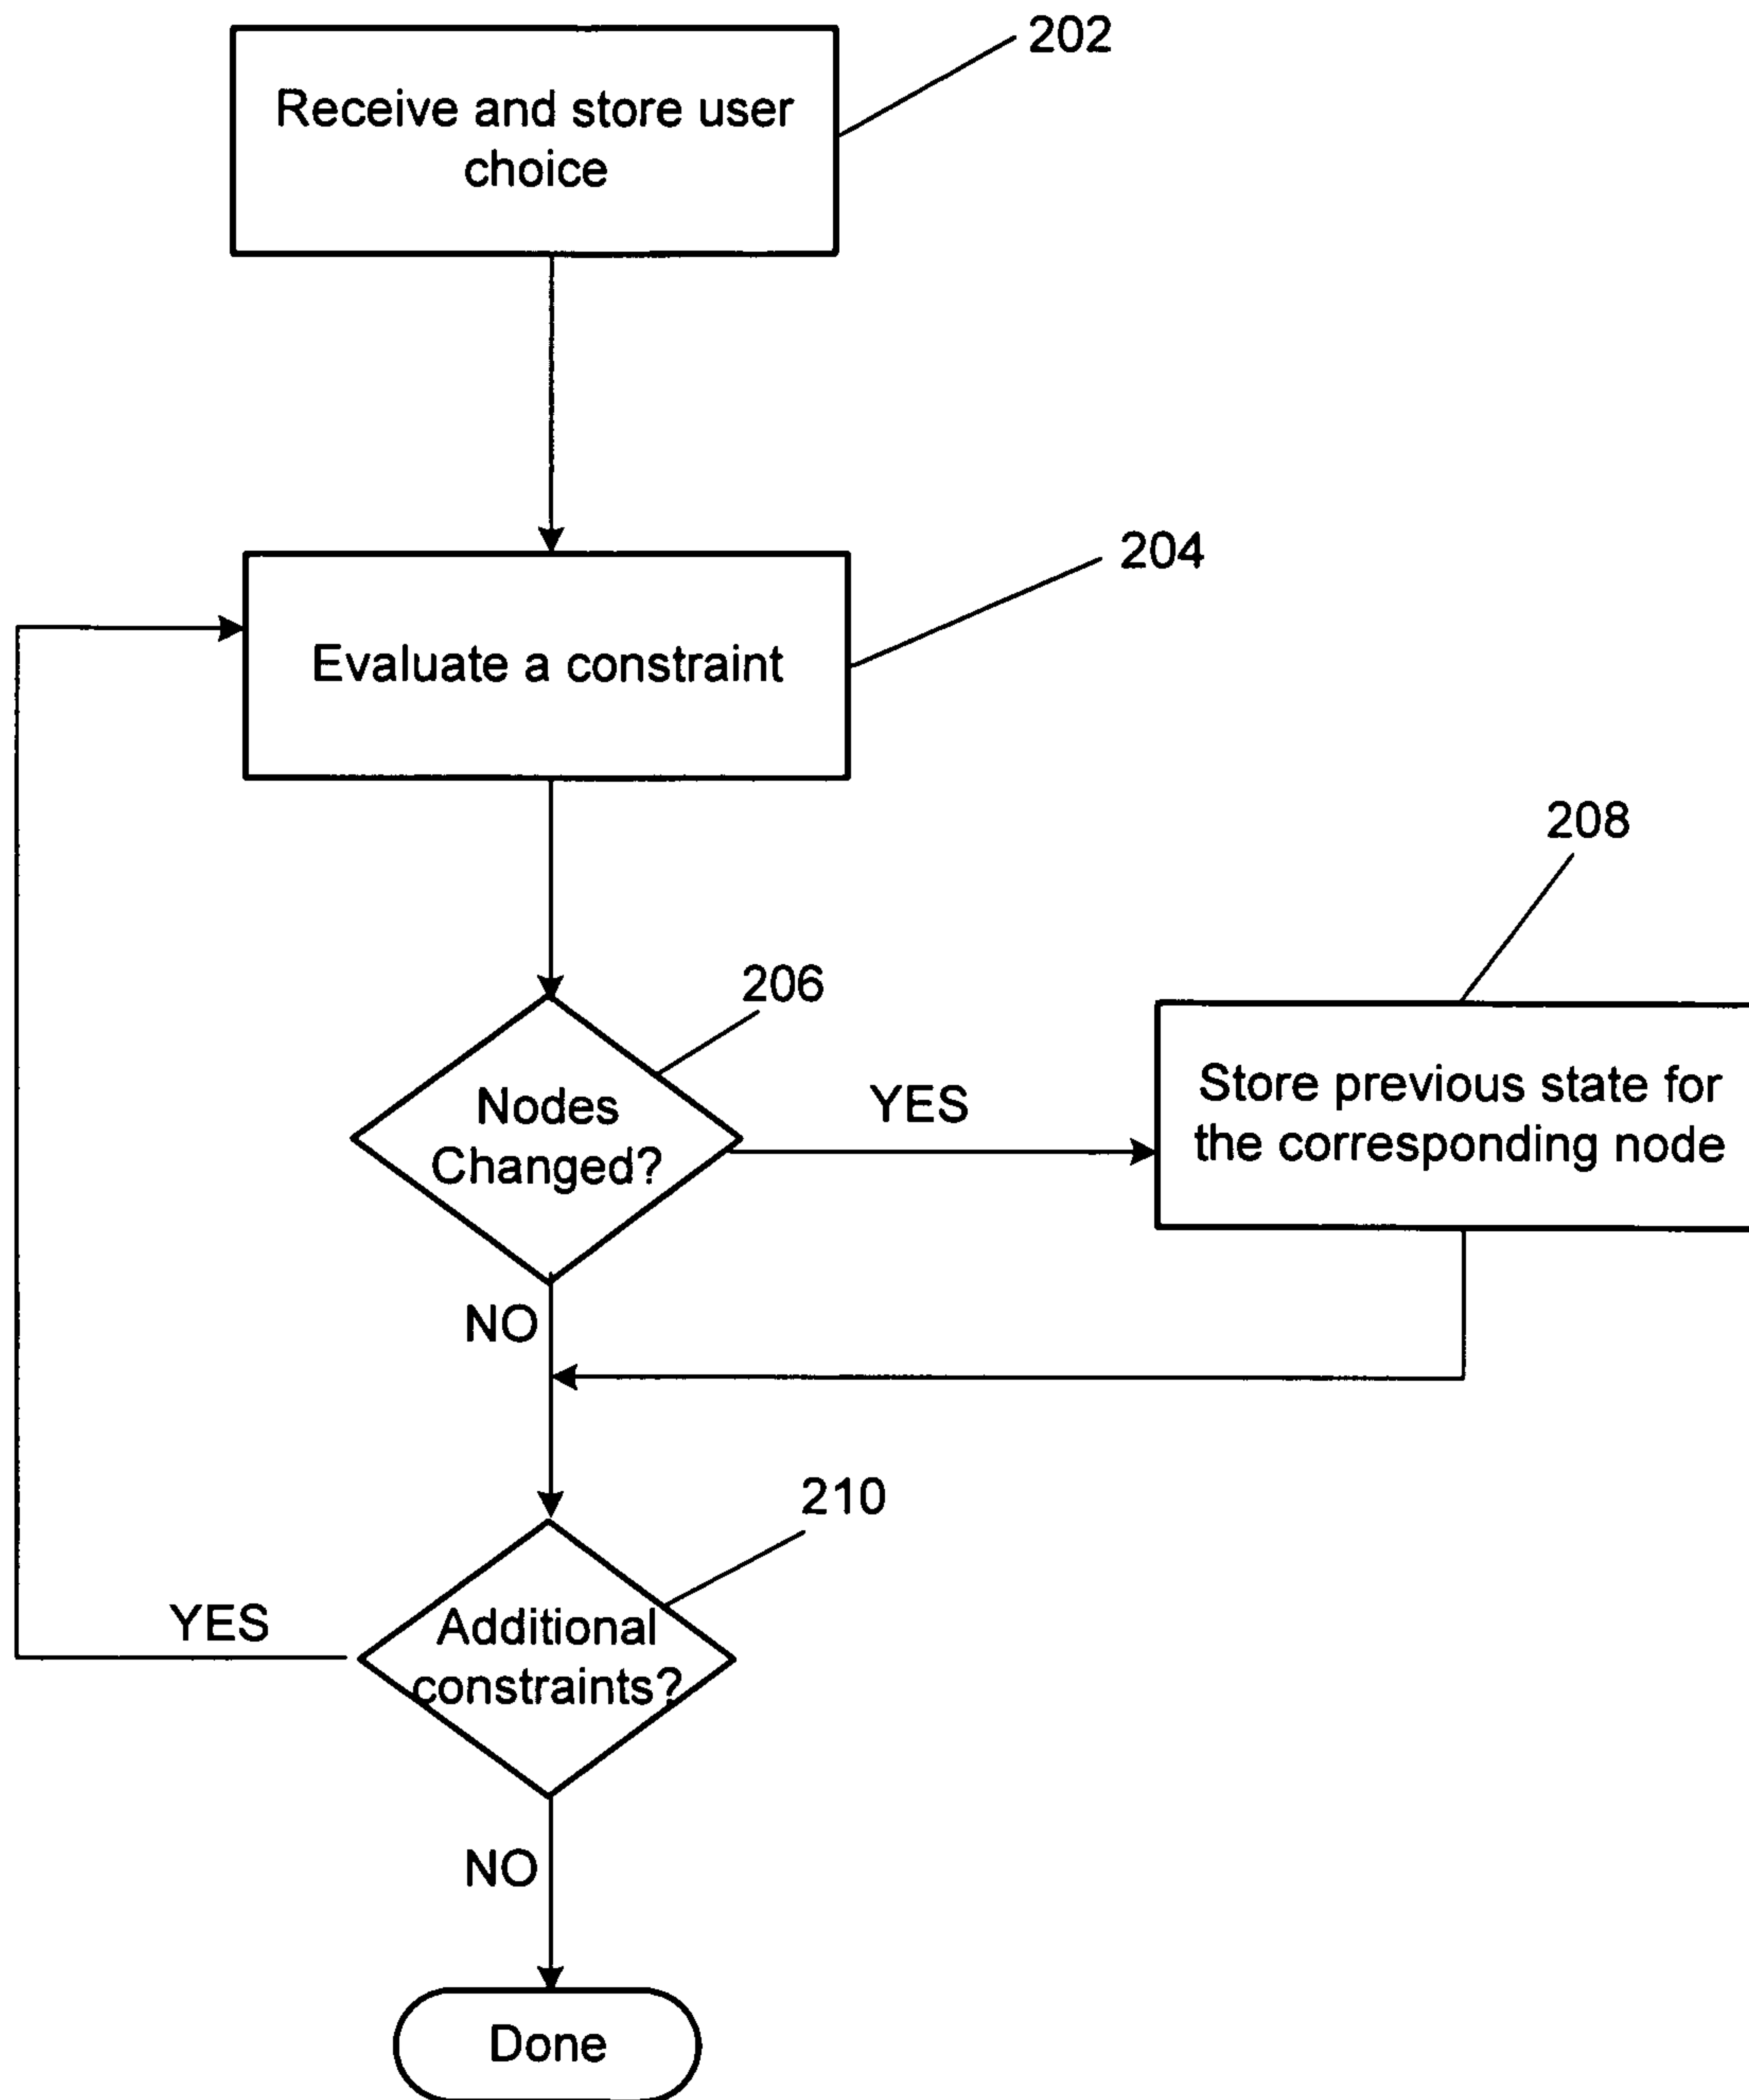 202
Receive and store user
choice
204
Evaluate a constraint
208
206
Nodes
Changed?
YES
Store previous state for
the corresponding node
NO
210
YES
Additional
constraints?
NO
Done